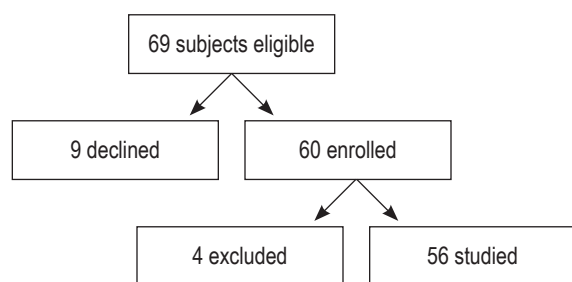 69 subjects eligible
9 declined
60 enrolled
4 excluded
56 studied